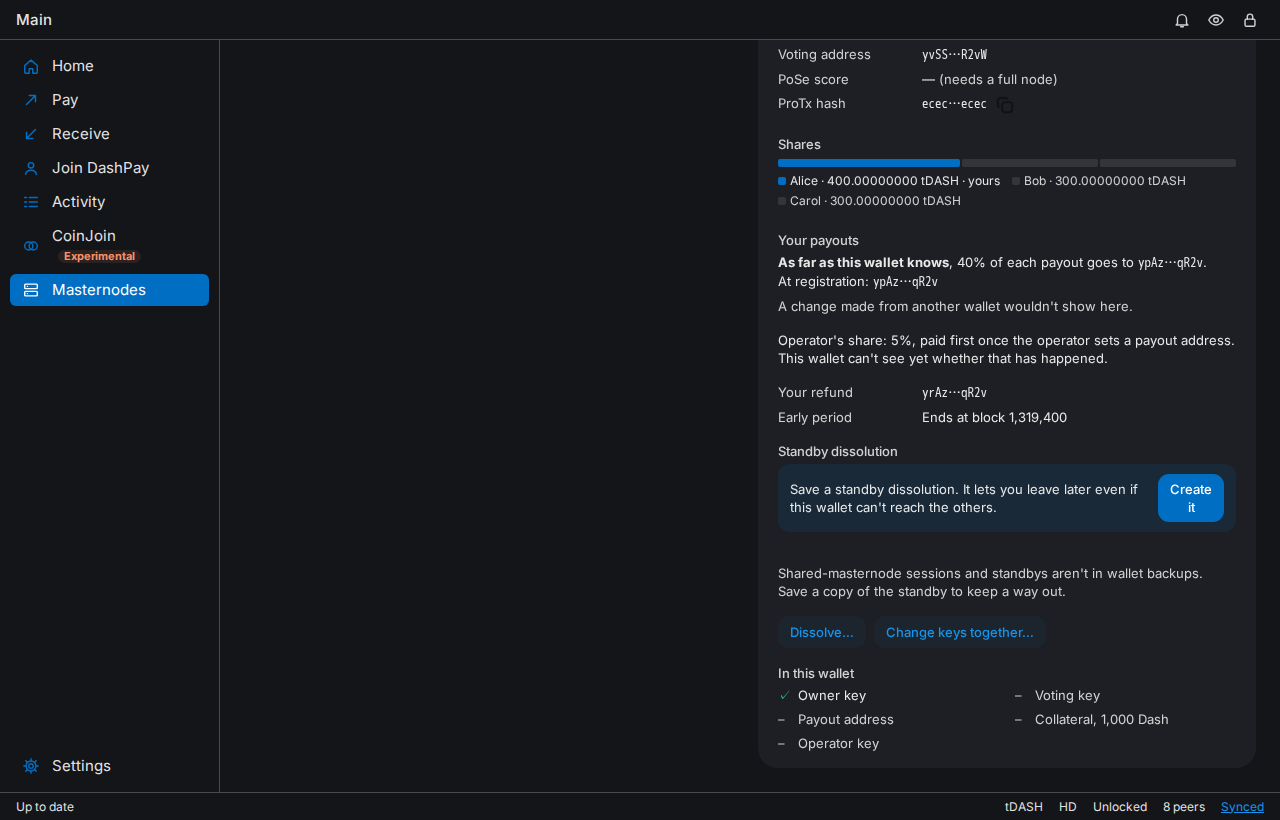 Main
Home
Pay
Receive
Join DashPay
Activity
CoinJoin
Experimental
Masternodes
Settings
Voting address yvSS···R2vW
PoSe score — (needs a full node)
ProTx hash ecec···ecec
Shares
Alice · 400.00000000 tDASH · yours Bob · 300.00000000 tDASH
Carol · 300.00000000 tDASH
Your payouts
As far as this wallet knows, 40% of each payout goes to ypAz···qR2v.
At registration: ypAz···qR2v
A change made from another wallet wouldn't show here.
Operator's share: 5%, paid first once the operator sets a payout address.
This wallet can't see yet whether that has happened.
Your refund yrAz···qR2v
Early period Ends at block 1,319,400
Standby dissolution
Save a standby dissolution. It lets you leave later even if
this wallet can't reach the others.
Create
it
Shared-masternode sessions and standbys aren't in wallet backups.
Save a copy of the standby to keep a way out.
Dissolve... Change keys together...
In this wallet
✓ Owner key – Voting key
– Payout address – Collateral, 1,000 Dash
– Operator key
Up to date tDASH HD Unlocked 8 peers Synced